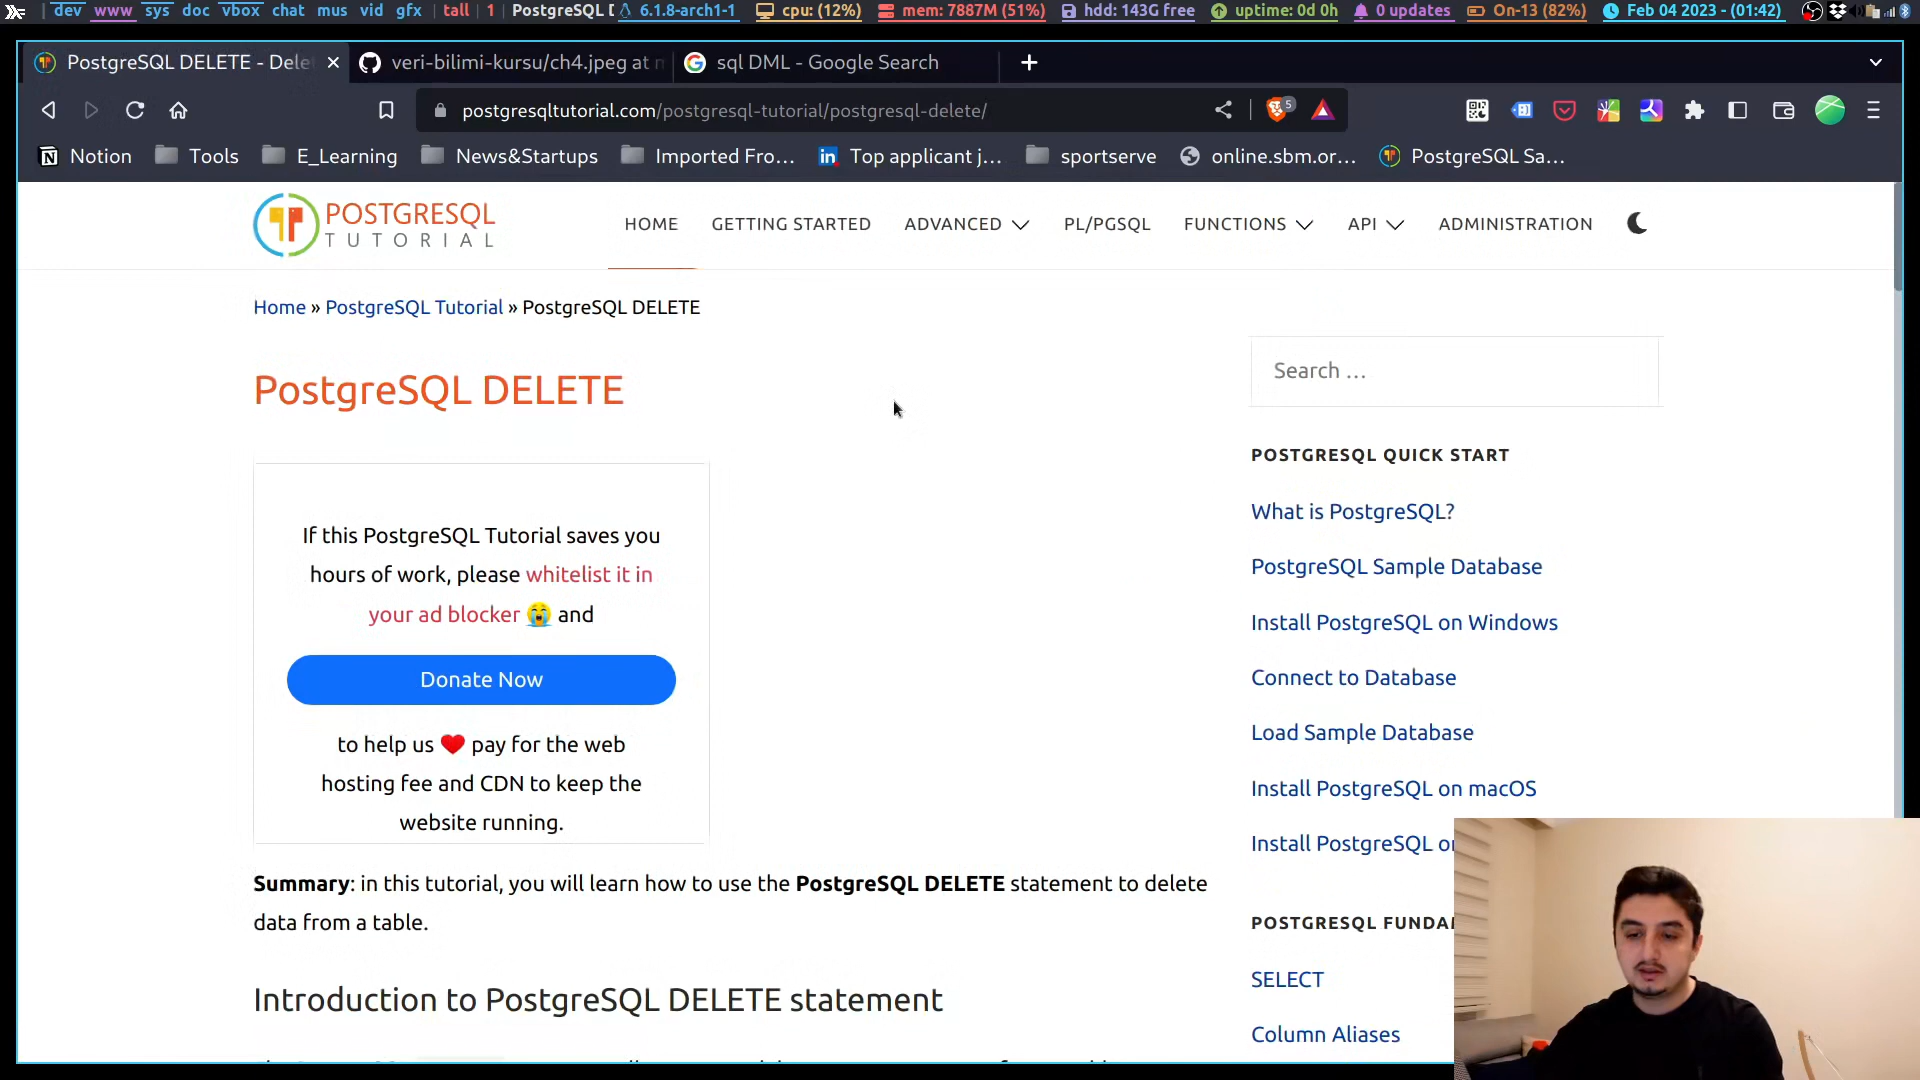 dev www sys doc vbox chat mus vid gfx | tall | 1 | PostgreSQL D 6.1.8-arch1-1 cpu: (12%) mem: 7887M (51%) hdd: 143G free uptime: 0d 0h 0 updates On-13 (82%) Feb 04 2023 - (01:42)
PostgreSQL DELETE - Dele veri-bilimi-kursu/ch4.jpeg at m sql DML - Google Search
postgresqltutorial.com/postgresql-tutorial/postgresql-delete/ 5
Notion Tools E_Learning News&Startups Imported Fro... Top applicant j... sportserve online.sbm.or... PostgreSQL Sa...
POSTGRESQL
TUTORIAL
HOME GETTING STARTED ADVANCED PL/PGSQL FUNCTIONS API ADMINISTRATION
Home » PostgreSQL Tutorial » PostgreSQL DELETE
PostgreSQL DELETE
If this PostgreSQL Tutorial saves you
hours of work, please whitelist it in
your ad blocker 😭 and
Donate Now
to help us ❤️ pay for the web
hosting fee and CDN to keep the
website running.
Summary: in this tutorial, you will learn how to use the PostgreSQL DELETE statement to delete
data from a table.
Introduction to PostgreSQL DELETE statement
Search …
POSTGRESQL QUICK START
What is PostgreSQL?
PostgreSQL Sample Database
Install PostgreSQL on Windows
Connect to Database
Load Sample Database
Install PostgreSQL on macOS
Install PostgreSQL
POSTGRESQL
SELECT
Column Aliases